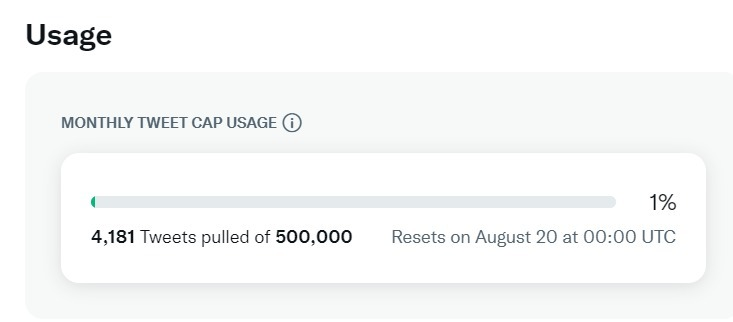 Usage
MONTHLY TWEET CAP USAGE
1%
4,181 Tweets pulled of 500,000 Resets on August 20 at 00:00 UTC